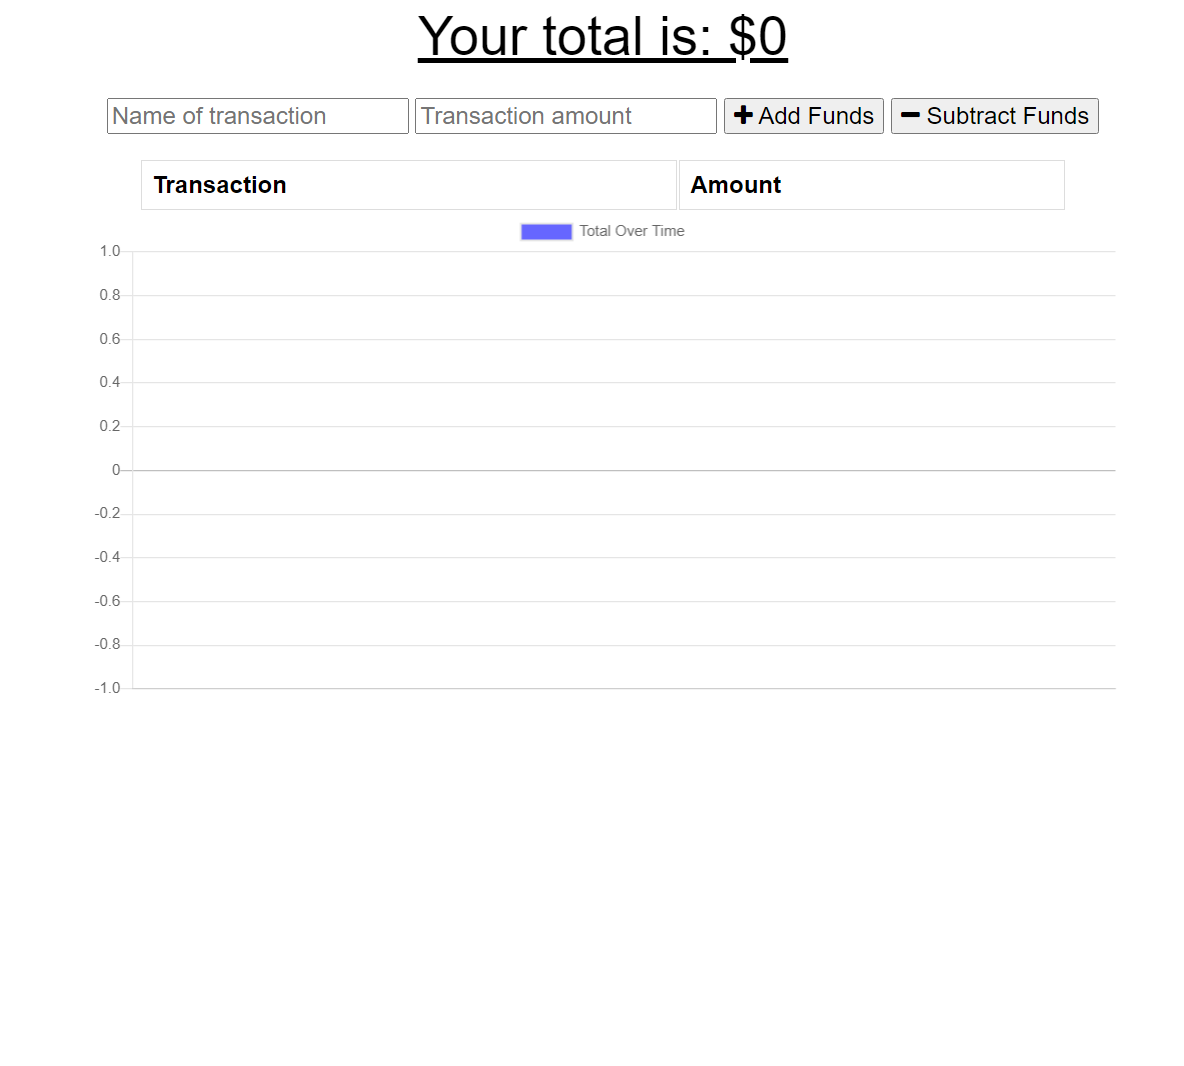 Your total is: $0
Name of transaction Transaction amount Add Funds Subtract Funds
Transaction Amount
Total Over Time
1.0
0.8
0.6
0.4
0.2
0
-0.2
-0.4
-0.6
-0.8
-1.0